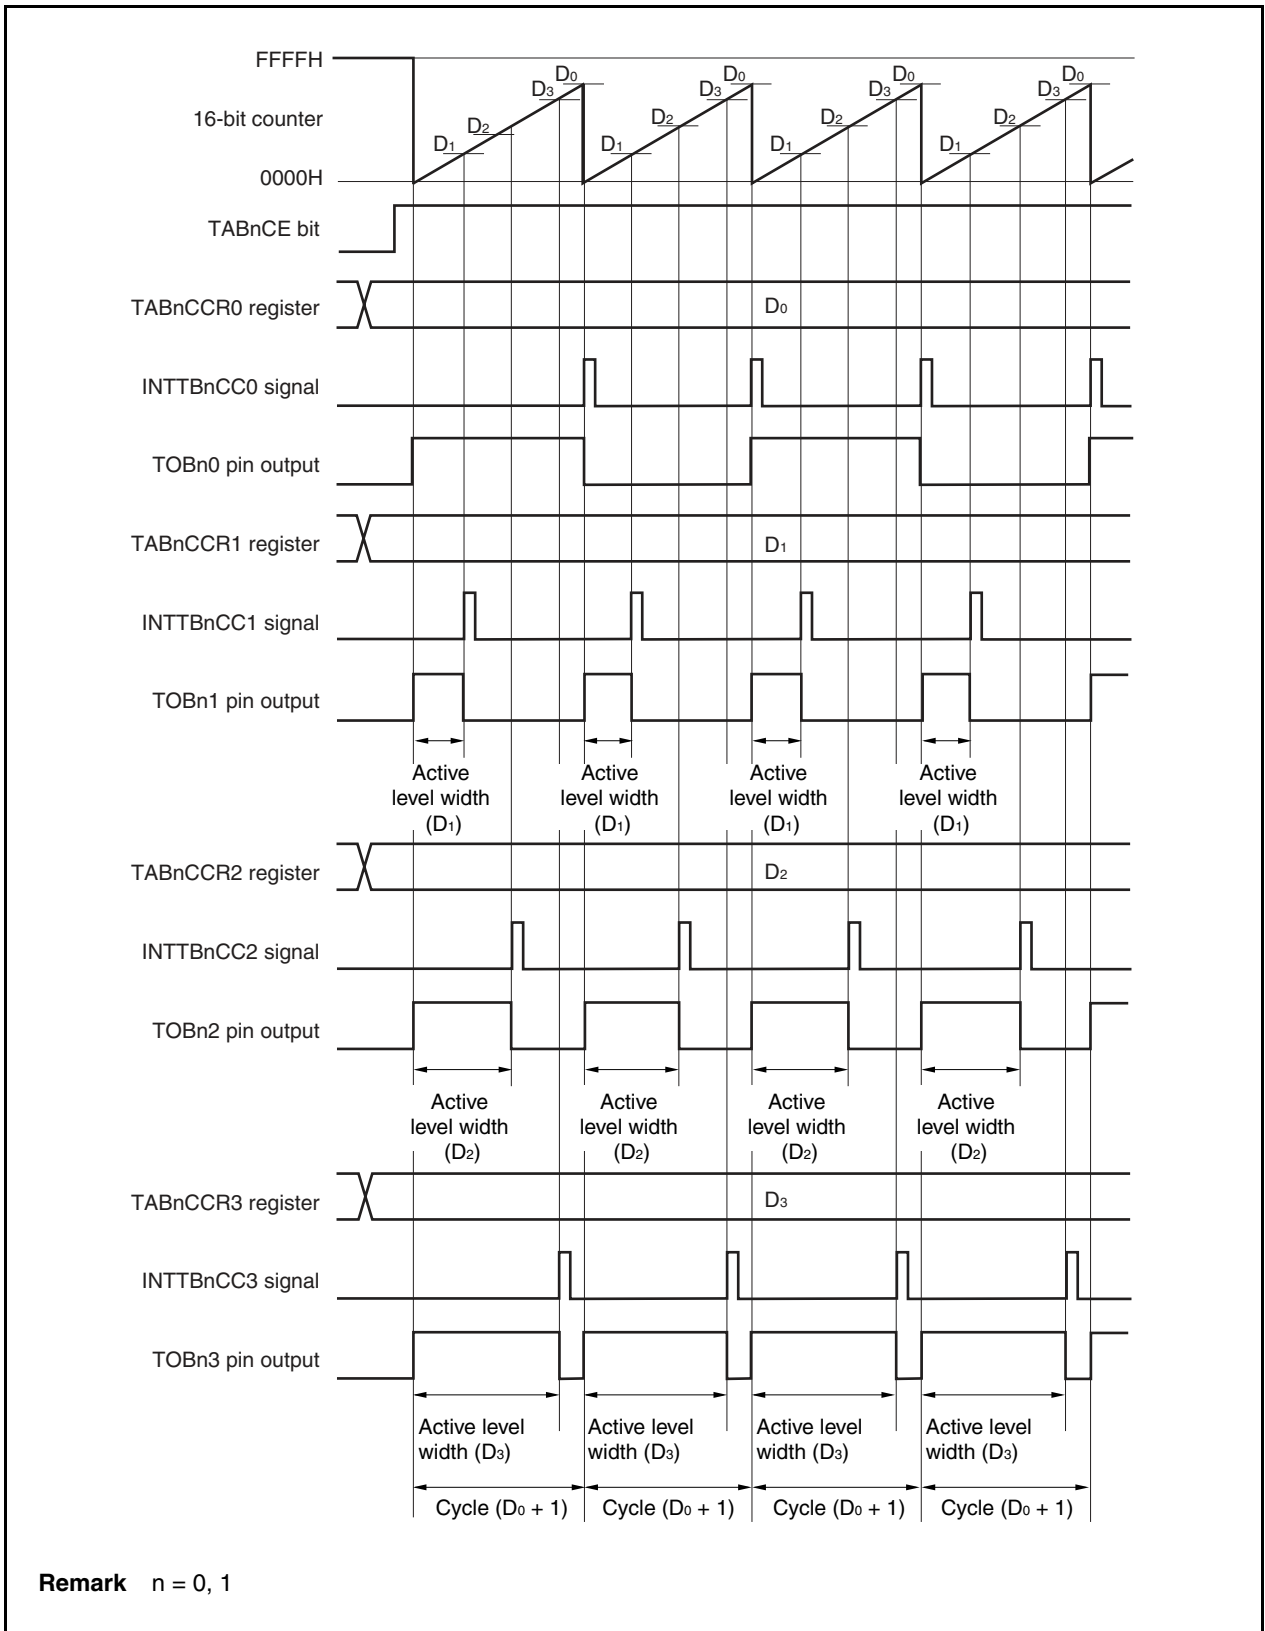 FFFFH
D0 D0 D0 D0
D3 D3 D3 D3
16-bit counter
D2 D2 D2 D2
D1 D1 D1 D1
0000H
TABnCE bit
TABnCCR0 register D0
INTTBnCC0 signal
TOBn0 pin output
TABnCCR1 register D1
INTTBnCC1 signal
TOBn1 pin output
Active Active Active Active
level width level width level width level width
(D1) (D1) (D1) (D1)
TABnCCR2 register D2
INTTBnCC2 signal
TOBn2 pin output
Active Active Active Active
level width level width level width level width
(D2) (D2) (D2) (D2)
TABnCCR3 register D3
INTTBnCC3 signal
TOBn3 pin output
Active level Active level Active level Active level
width (D3) width (D3) width (D3) width (D3)
Cycle (D0 + 1) Cycle (D0 + 1) Cycle (D0 + 1) Cycle (D0 + 1)
Remark n = 0, 1